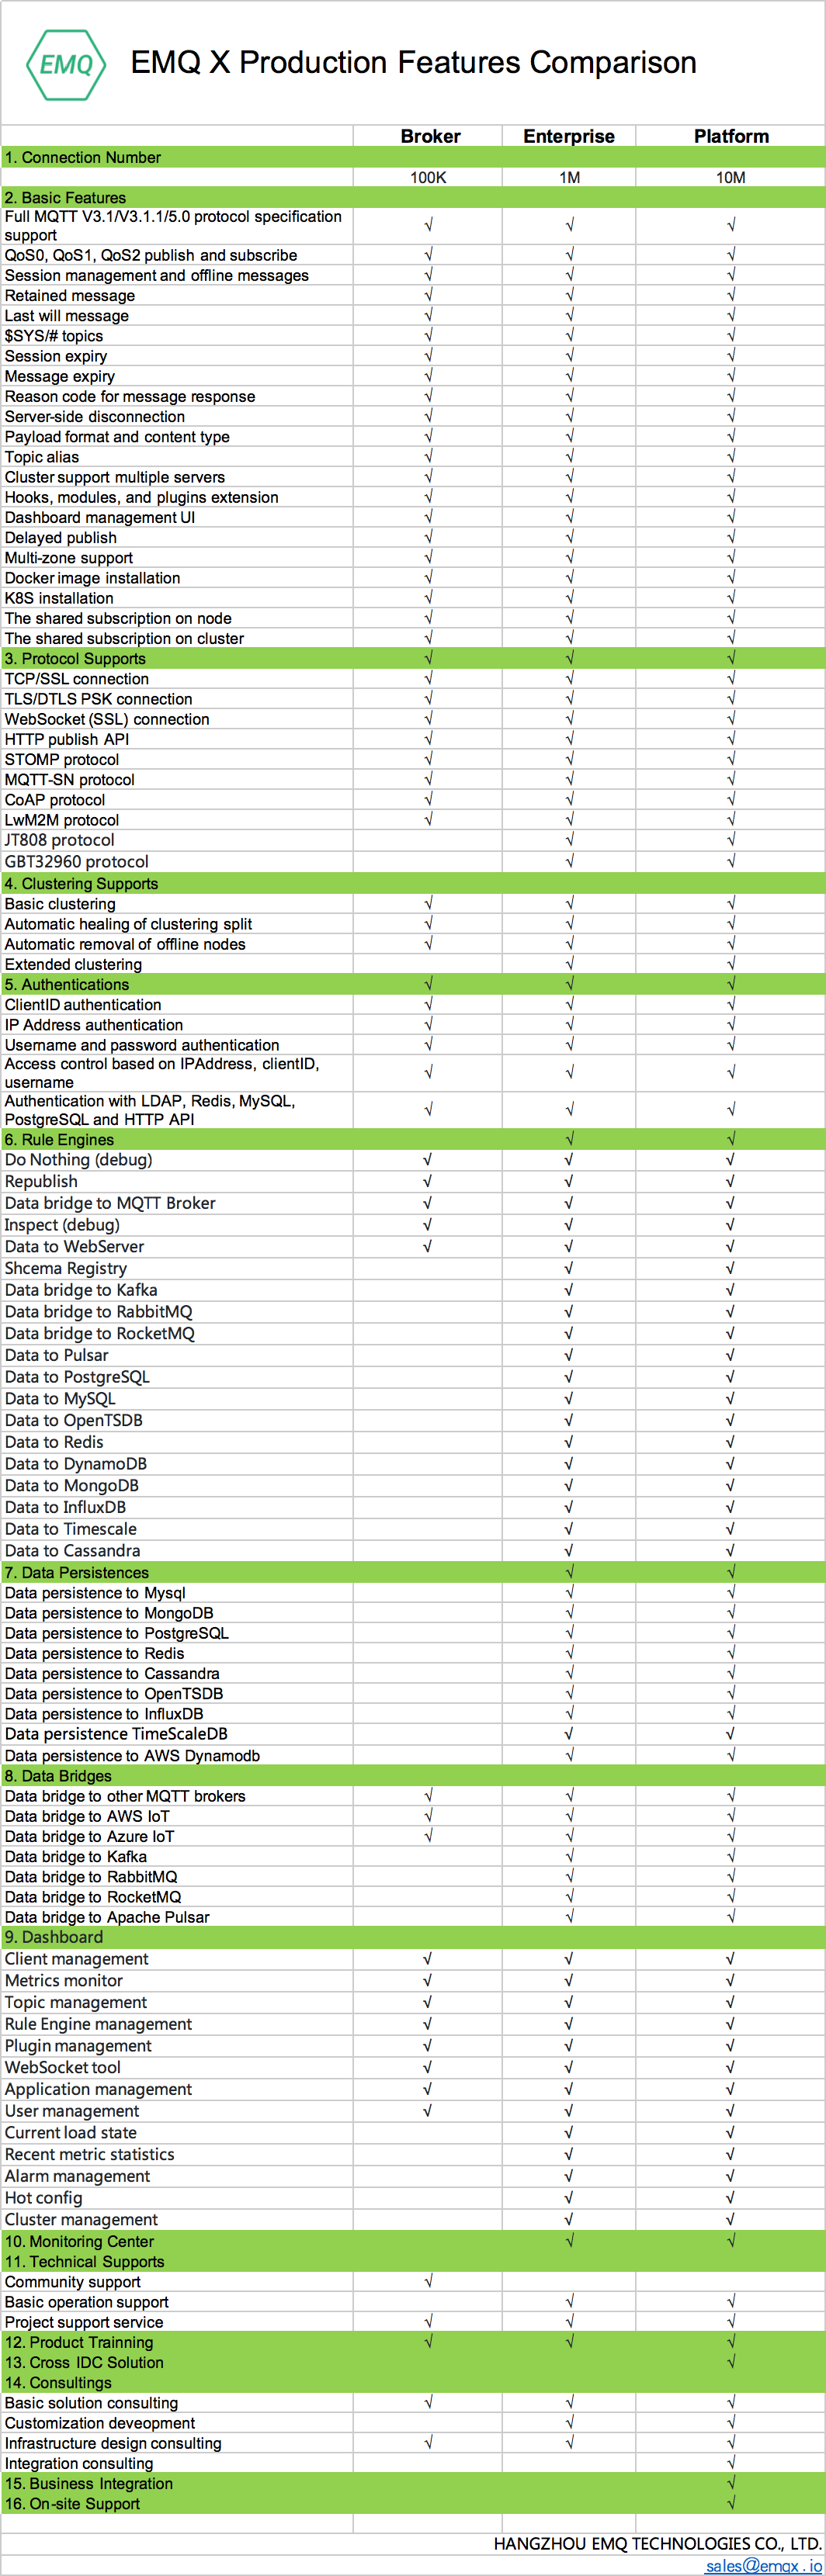 EMQ
EMQ X Production Features Comparison
Broker Enterprise Platform
1. Connection Number
100K 1M 10M
2. Basic Features
Full MQTT V3.1/V3.1.1/5.0 protocol specification
support √ √ √
QoS0, QoS1, QoS2 publish and subscribe √ √ √
Session management and offline messages √ √ √
Retained message √ √ √
Last will message √ √ √
$SYS/# topics √ √ √
Session expiry √ √ √
Message expiry √ √ √
Reason code for message response √ √ √
Server-side disconnection √ √ √
Payload format and content type √ √ √
Topic alias √ √ √
Cluster support multiple servers √ √ √
Hooks, modules, and plugins extension √ √ √
Dashboard management UI √ √ √
Delayed publish √ √ √
Multi-zone support √ √ √
Docker image installation √ √ √
K8S installation √ √ √
The shared subscription on node √ √ √
The shared subscription on cluster √ √ √
3. Protocol Supports √ √ √
TCP/SSL connection √ √ √
TLS/DTLS PSK connection √ √ √
WebSocket (SSL) connection √ √ √
HTTP publish API √ √ √
STOMP protocol √ √ √
MQTT-SN protocol √ √ √
CoAP protocol √ √ √
LwM2M protocol √ √ √
JT808 protocol √ √
GBT32960 protocol √ √
4. Clustering Supports
Basic clustering √ √ √
Automatic healing of clustering split √ √ √
Automatic removal of offline nodes √ √ √
Extended clustering √ √
5. Authentications √ √ √
ClientID authentication √ √ √
IP Address authentication √ √ √
Username and password authentication √ √ √
Access control based on IPAddress, clientID,
username √ √ √
Authentication with LDAP, Redis, MySQL,
PostgreSQL and HTTP API √ √ √
6. Rule Engines √ √
Do Nothing (debug) √ √ √
Republish √ √ √
Data bridge to MQTT Broker √ √ √
Inspect (debug) √ √ √
Data to WebServer √ √ √
Shcema Registry √ √
Data bridge to Kafka √ √
Data bridge to RabbitMQ √ √
Data bridge to RocketMQ √ √
Data to Pulsar √ √
Data to PostgreSQL √ √
Data to MySQL √ √
Data to OpenTSDB √ √
Data to Redis √ √
Data to DynamoDB √ √
Data to MongoDB √ √
Data to InfluxDB √ √
Data to Timescale √ √
Data to Cassandra √ √
7. Data Persistences √ √
Data persistence to Mysql √ √
Data persistence to MongoDB √ √
Data persistence to PostgreSQL √ √
Data persistence to Redis √ √
Data persistence to Cassandra √ √
Data persistence to OpenTSDB √ √
Data persistence to InfluxDB √ √
Data persistence TimeScaleDB √ √
Data persistence to AWS Dynamodb √ √
8. Data Bridges
Data bridge to other MQTT brokers √ √ √
Data bridge to AWS IoT √ √ √
Data bridge to Azure IoT √ √ √
Data bridge to Kafka √ √
Data bridge to RabbitMQ √ √
Data bridge to RocketMQ √ √
Data bridge to Apache Pulsar √ √
9. Dashboard
Client management √ √ √
Metrics monitor √ √ √
Topic management √ √ √
Rule Engine management √ √ √
Plugin management √ √ √
WebSocket tool √ √ √
Application management √ √ √
User management √ √ √
Current load state √ √
Recent metric statistics √ √
Alarm management √ √
Hot config √ √
Cluster management √ √
10. Monitoring Center √ √
11. Technical Supports
Community support √
Basic operation support √ √
Project support service √ √ √
12. Product Trainning √ √ √
13. Cross IDC Solution √
14. Consultings
Basic solution consulting √ √ √
Customization deveopment √ √
Infrastructure design consulting √ √ √
Integration consulting √
15. Business Integration √
16. On-site Support √
HANGZHOU EMQ TECHNOLOGIES CO., LTD.
sales@emqx.io